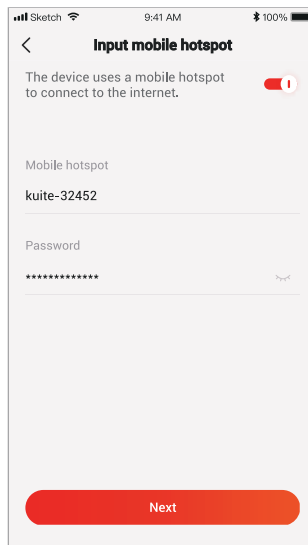 Sketch 9:41 AM 100%
Input mobile hotspot
The device uses a mobile hotspot
to connect to the internet.
Mobile hotspot
kuite-32452
Password
*************
Next